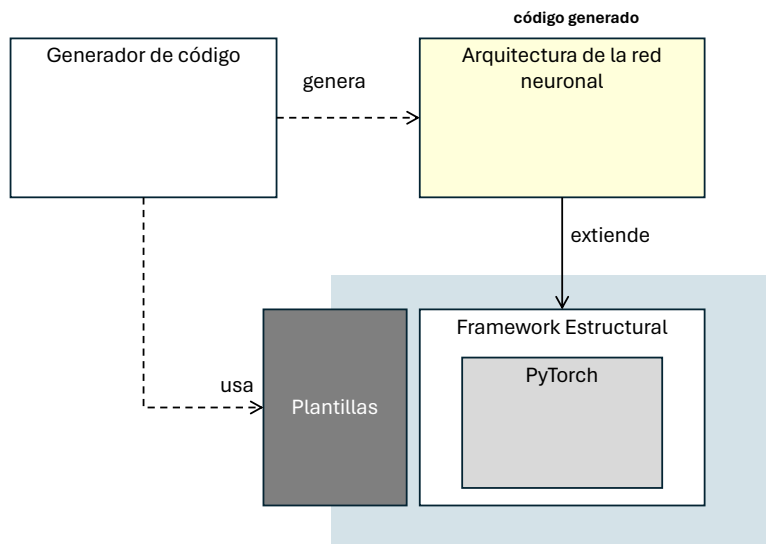 código generado
Generador de código
genera
Arquitectura de la red
neuronal
extiende
Framework Estructural
PyTorch
usa
Plantillas